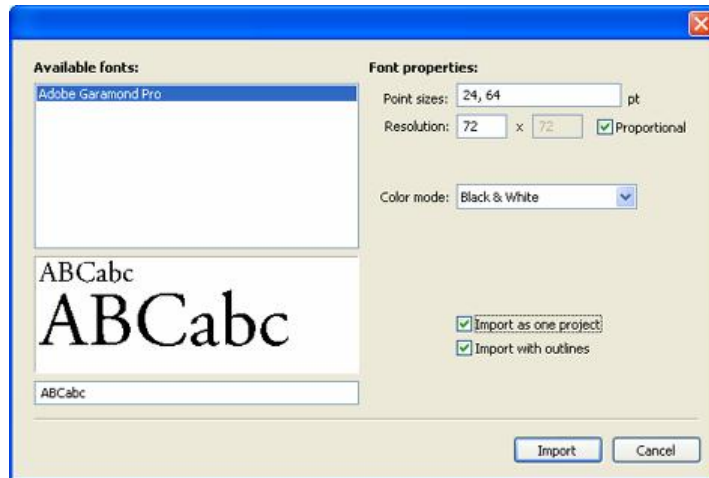 Available fonts:
Adobe Garamond Pro
ABCabc
ABCabc
ABCabc
Font properties:
Point sizes: 24, 64 pt
Resolution: 72 x 72 Proportional
Color mode: Black & White
Import as one project
Import with outlines
Import Cancel